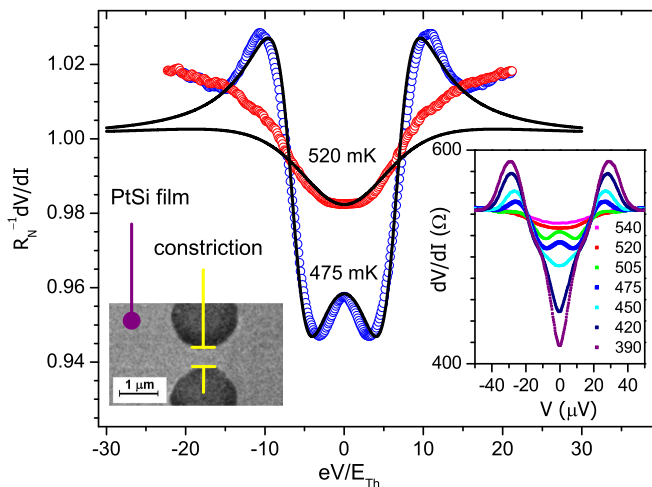 1.02
1.00
0.98
0.96
0.94
R_N^-1 dV/dI
-30 -20 -10 0 10 20 30
eV/E_Th
520 mK
475 mK
PtSi film
constriction
1 μm
600
400
dV/dI (Ω)
-40 -20 0 20 40
V (μV)
540
520
505
475
450
420
390